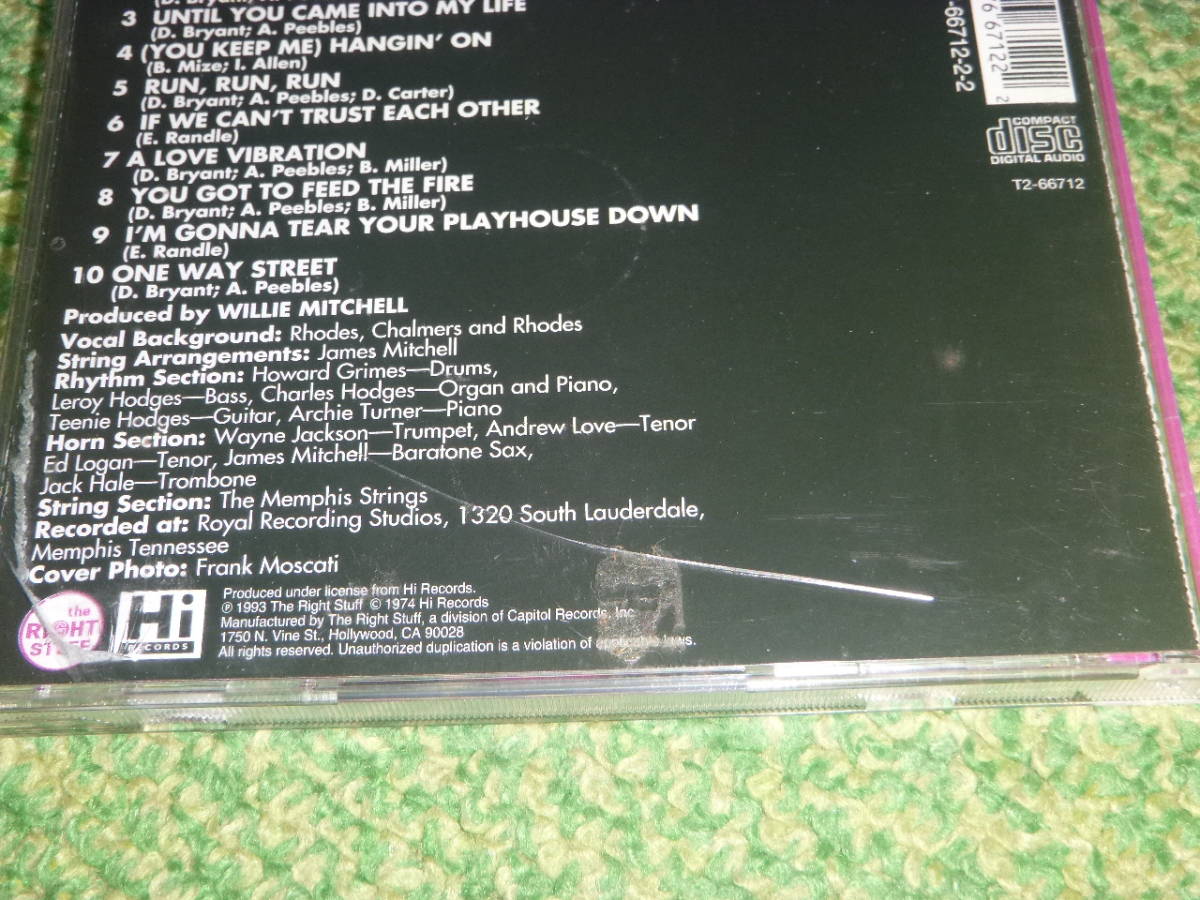 3 UNTIL YOU CAME INTO MY LIFE
(D. Bryant; A. Peebles)
4 (YOU KEEP ME) HANGIN' ON
(B. Mize; I. Allen)
5 RUN, RUN, RUN
(D. Bryant; A. Peebles; D. Carter)
6 IF WE CAN'T TRUST EACH OTHER
(E. Randle)
7 A LOVE VIBRATION
(D. Bryant; A. Peebles; B. Miller)
8 YOU GOT TO FEED THE FIRE
(D. Bryant; A. Peebles; B. Miller)
9 I'M GONNA TEAR YOUR PLAYHOUSE DOWN
(E. Randle)
10 ONE WAY STREET
(D. Bryant; A. Peebles)
Produced by WILLIE MITCHELL
Vocal Background: Rhodes, Chalmers and Rhodes
String Arrangements: James Mitchell
Rhythm Section: Howard Grimes—Drums,
Leroy Hodges—Bass, Charles Hodges—Organ and Piano,
Teenie Hodges—Guitar, Archie Turner—Piano
Horn Section: Wayne Jackson—Trumpet, Andrew Love—Tenor
Ed Logan—Tenor, James Mitchell—Baratone Sax,
Jack Hale—Trombone
String Section: The Memphis Strings
Recorded at: Royal Recording Studios, 1320 South Lauderdale,
Memphis Tennessee
Cover Photo: Frank Moscati
the
RIGHT
STUFF
Hi
RECORDS
Produced under license from Hi Records.
℗ 1993 The Right Stuff © 1974 Hi Records
Manufactured by The Right Stuff, a division of Capitol Records, Inc.
1750 N. Vine St., Hollywood, CA 90028
All rights reserved. Unauthorized duplication is a violation of applicable laws.
-66712-2-2
6 67122 2
COMPACT
disc
DIGITAL AUDIO
T2-66712